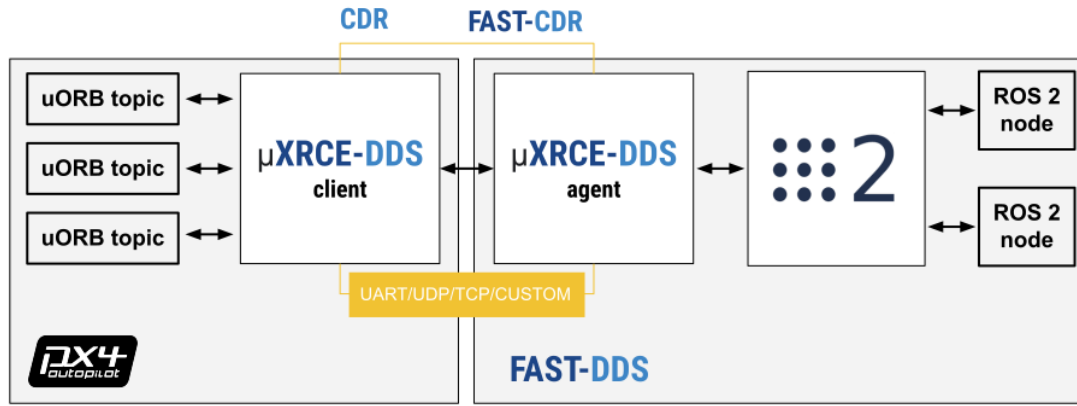 CDR
FAST-CDR
uORB topic
uORB topic
uORB topic
μXRCE-DDS
client
μXRCE-DDS
agent
2
ROS 2
node
ROS 2
node
UART/UDP/TCP/CUSTOM
px4
autopilot
FAST-DDS